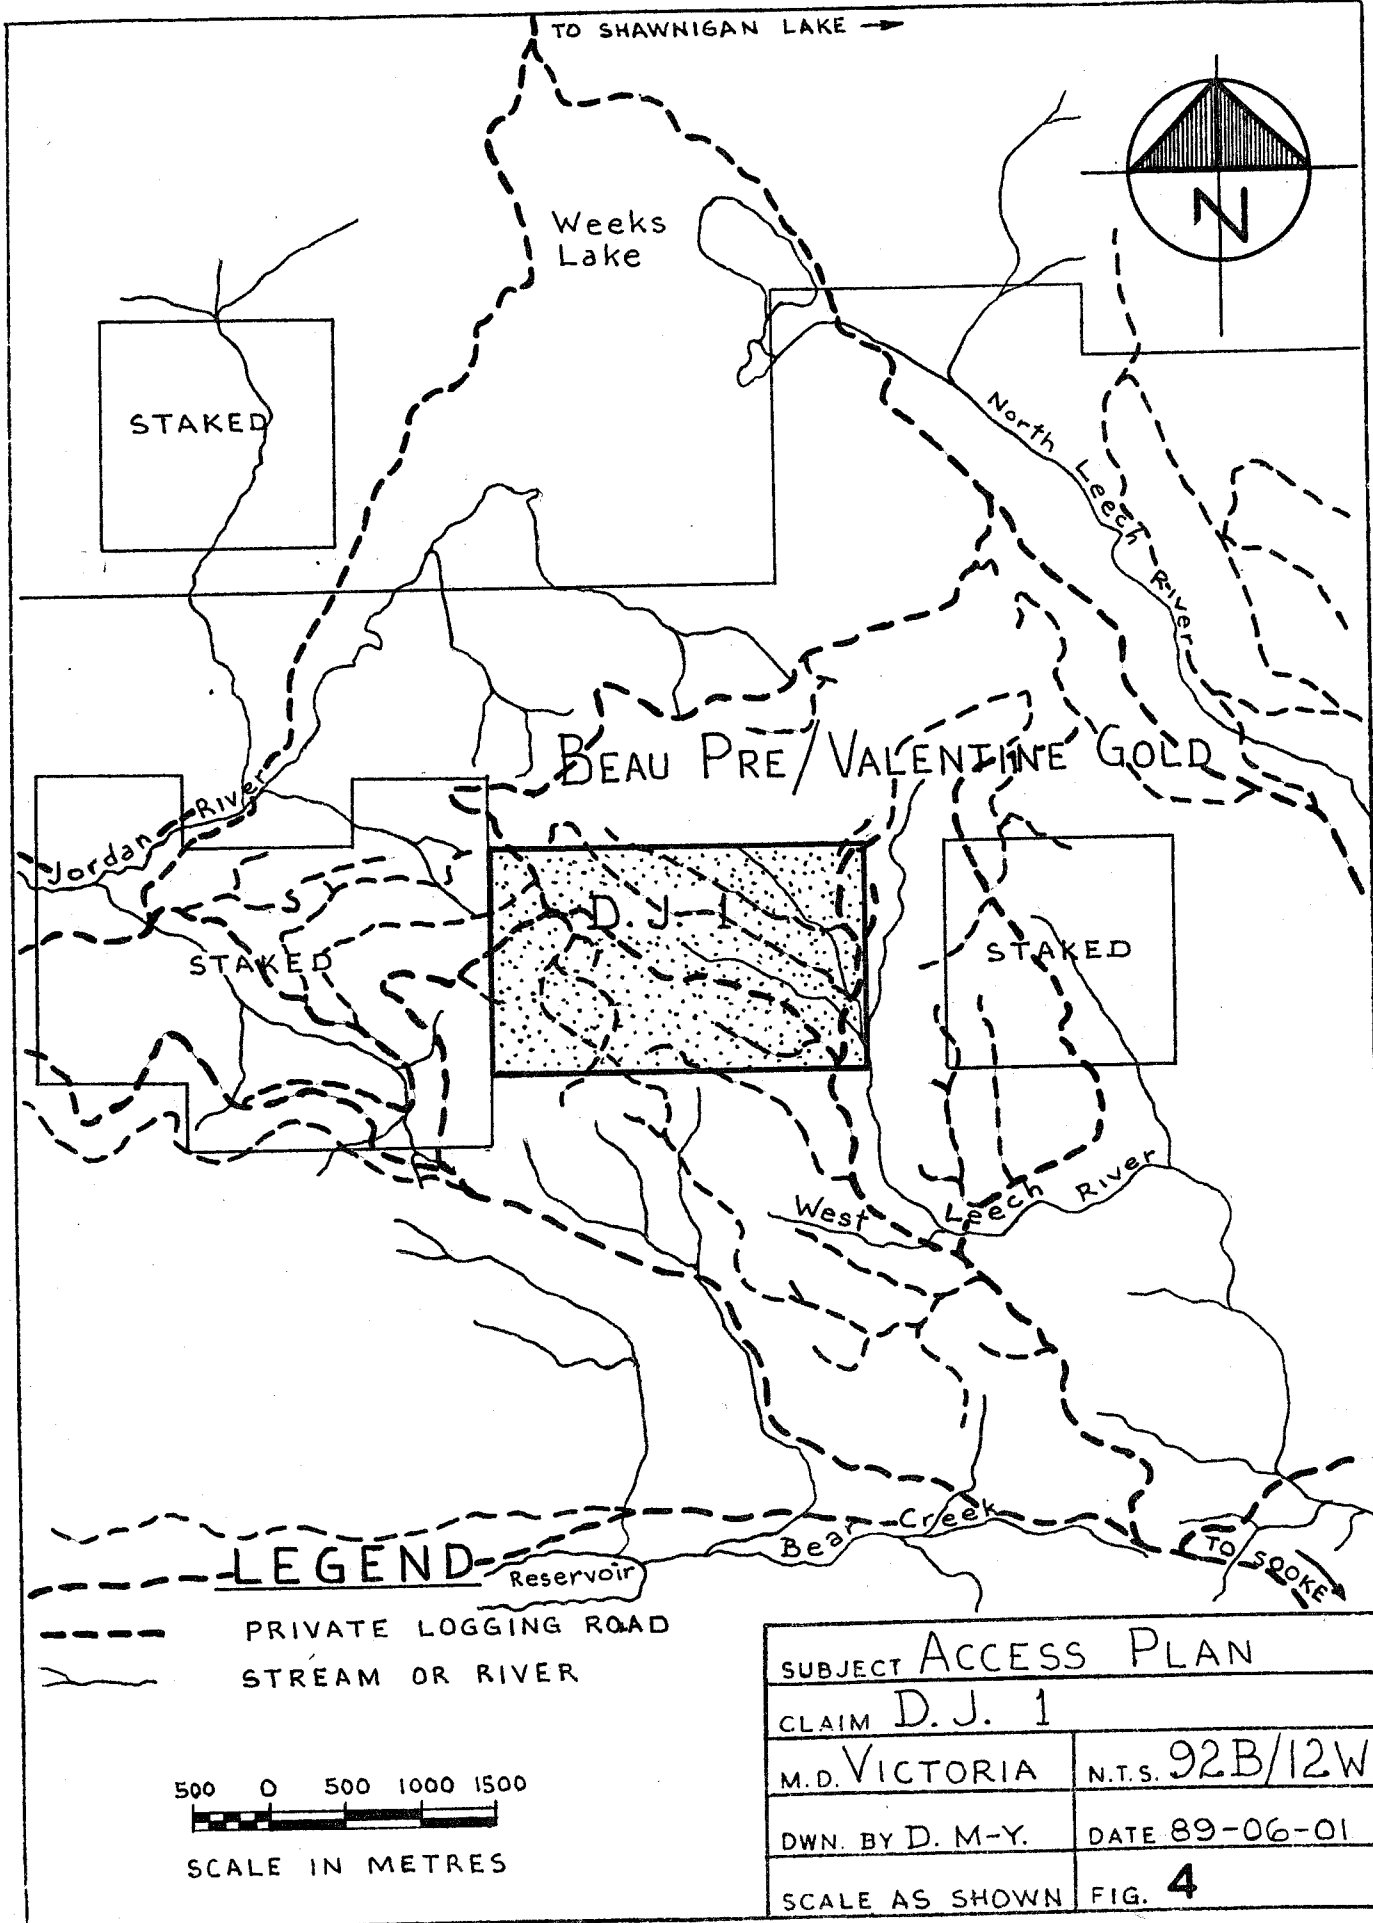 TO SHAWNIGAN LAKE →
N
Weeks
Lake
STAKED
North Leech River
BEAU PRE/VALENTINE GOLD
Jordan River
D. J. 1
STAKED
STAKED
West Leech River
Bear Creek
TO SOOKE
Reservoir
LEGEND
PRIVATE LOGGING ROAD
STREAM OR RIVER
500 0 500 1000 1500
SCALE IN METRES
SUBJECT ACCESS PLAN
CLAIM D. J. 1
M.D. VICTORIA N.T.S. 92B/12W
DWN. BY D. M-Y. DATE 89-06-01
SCALE AS SHOWN FIG. 4